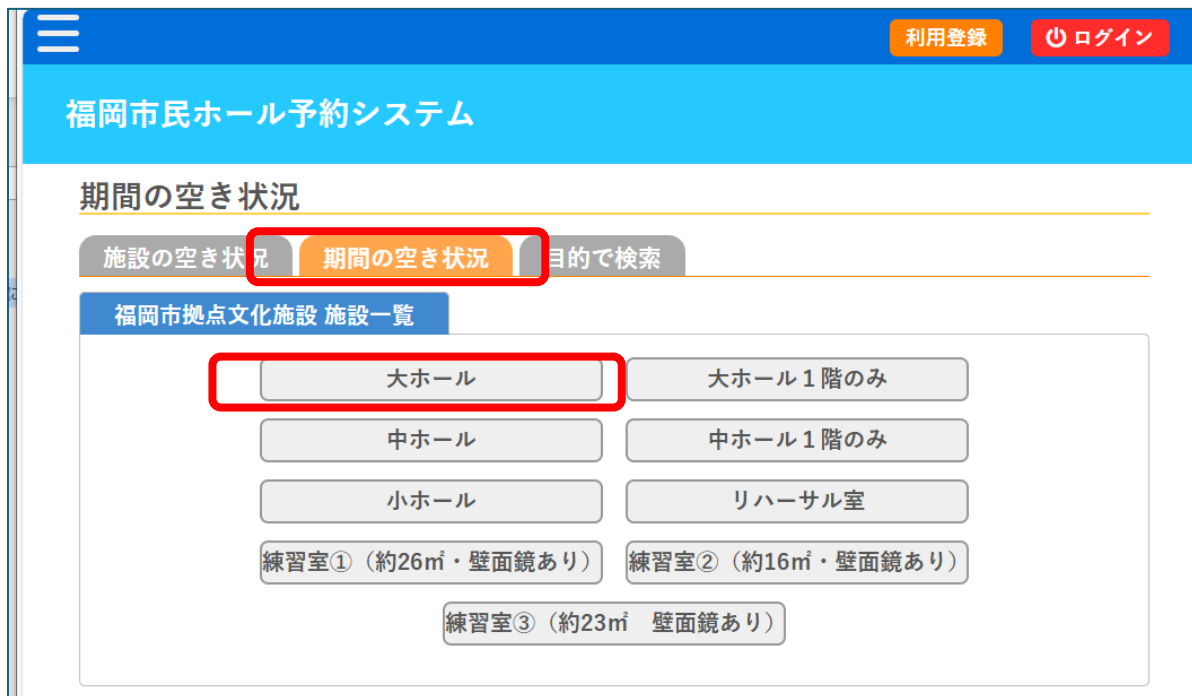 利用登録 ログイン
福岡市民ホール予約システム
期間の空き状況
施設の空き状況 期間の空き状況 目的で検索
福岡市拠点文化施設 施設一覧
大ホール 大ホール１階のみ
中ホール 中ホール１階のみ
小ホール リハーサル室
練習室①（約26㎡・壁面鏡あり） 練習室②（約16㎡・壁面鏡あり）
練習室③（約23㎡　壁面鏡あり）